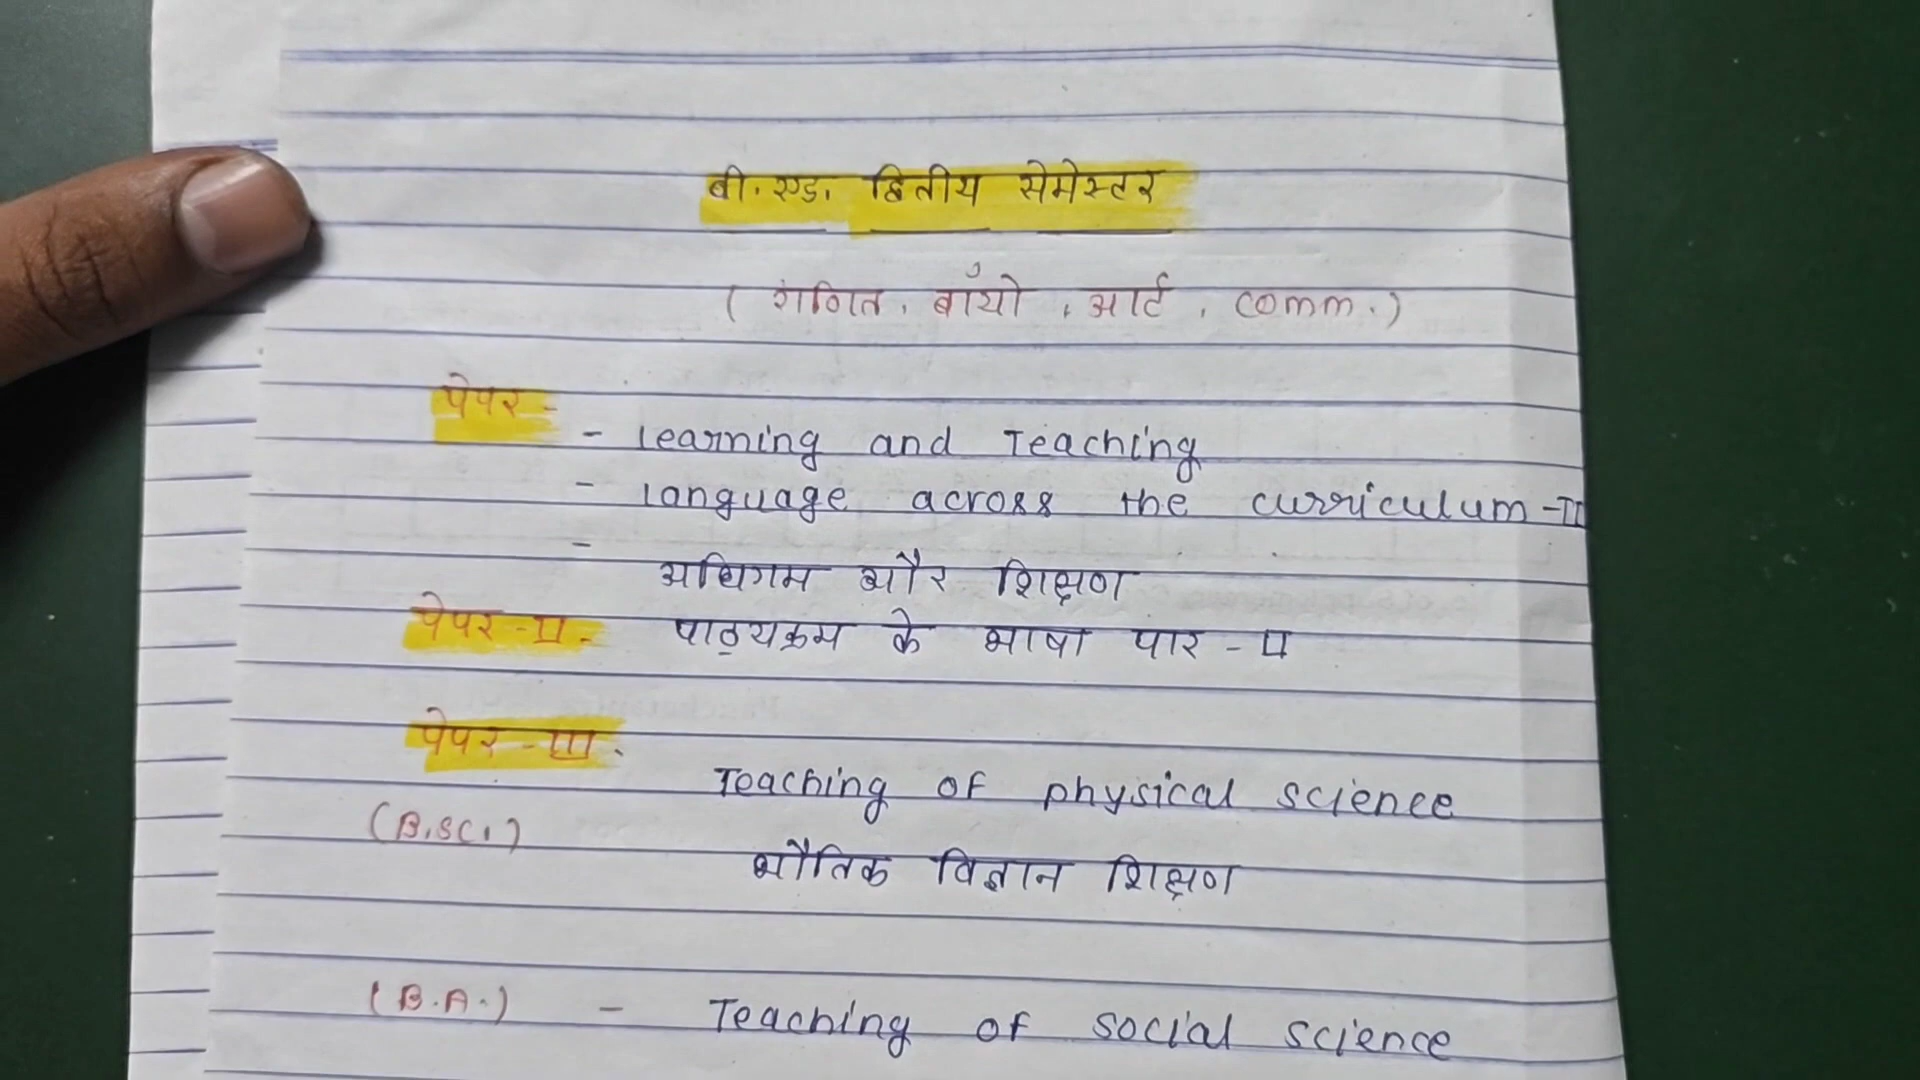 बी.एड. द्वितीय सेमेस्टर
( गणित, बॉयो, आर्ट, comm.)
पेपर-
- Learning and Teaching
- Language across the curriculum-II
- अधिगम और शिक्षण
पेपर-II. पाठ्यक्रम के भाषा पार-II
पेपर-III.
Teaching of physical science
(B.SC.)
भौतिक विज्ञान शिक्षण
(B.A.) - Teaching of social science